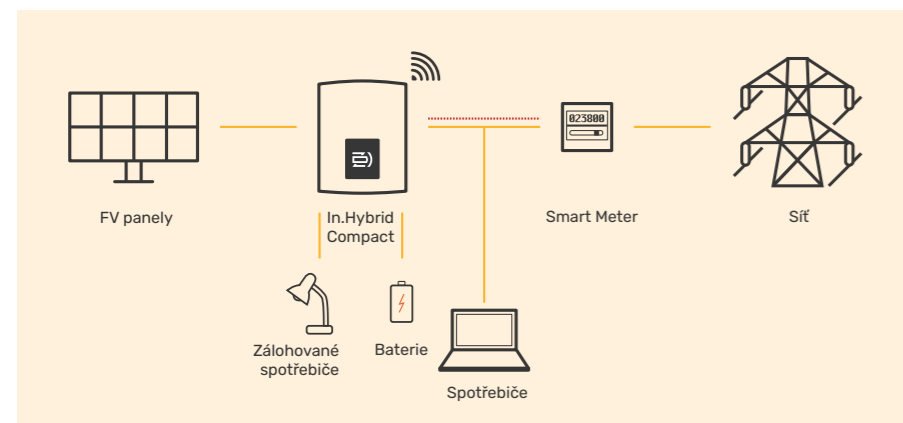 023800
FV panely
In.Hybrid
Compact
Smart Meter
Síť
Zálohované
spotřebiče
Baterie
Spotřebiče